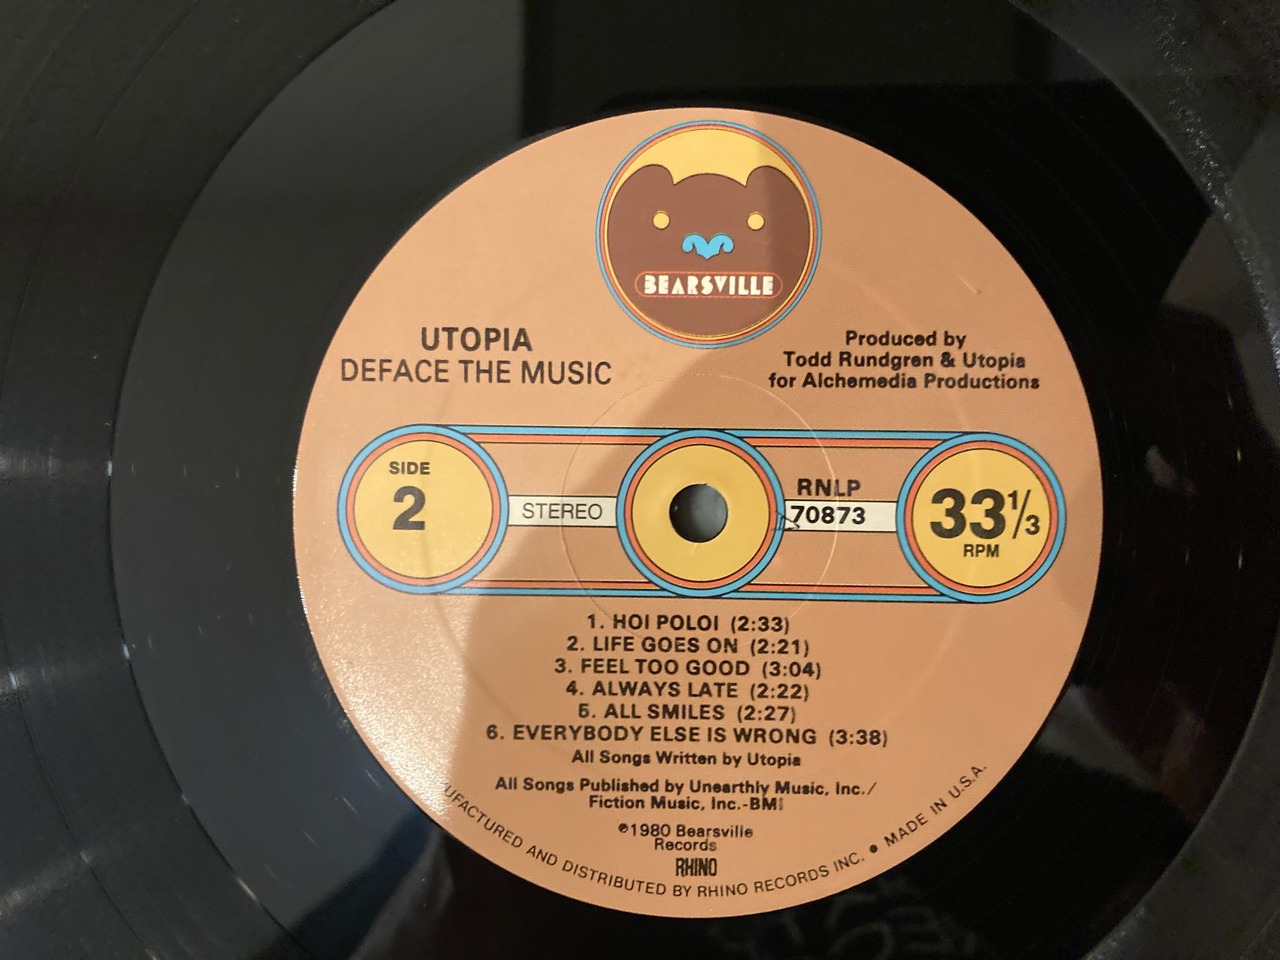 BEARSVILLE
UTOPIA
DEFACE THE MUSIC
Produced by
Todd Rundgren & Utopia
for Alchemedia Productions
SIDE
2
STEREO
RNLP
70873
33 1/3
RPM
1. HOI POLOI (2:33)
2. LIFE GOES ON (2:21)
3. FEEL TOO GOOD (3:04)
4. ALWAYS LATE (2:22)
5. ALL SMILES (2:27)
6. EVERYBODY ELSE IS WRONG (3:38)
All Songs Written by Utopia
All Songs Published by Unearthly Music, Inc./
Fiction Music, Inc.-BMI
℗1980 Bearsville
Records
RHINO
UFACTURED AND DISTRIBUTED BY RHINO RECORDS INC. • MADE IN U.S.A.